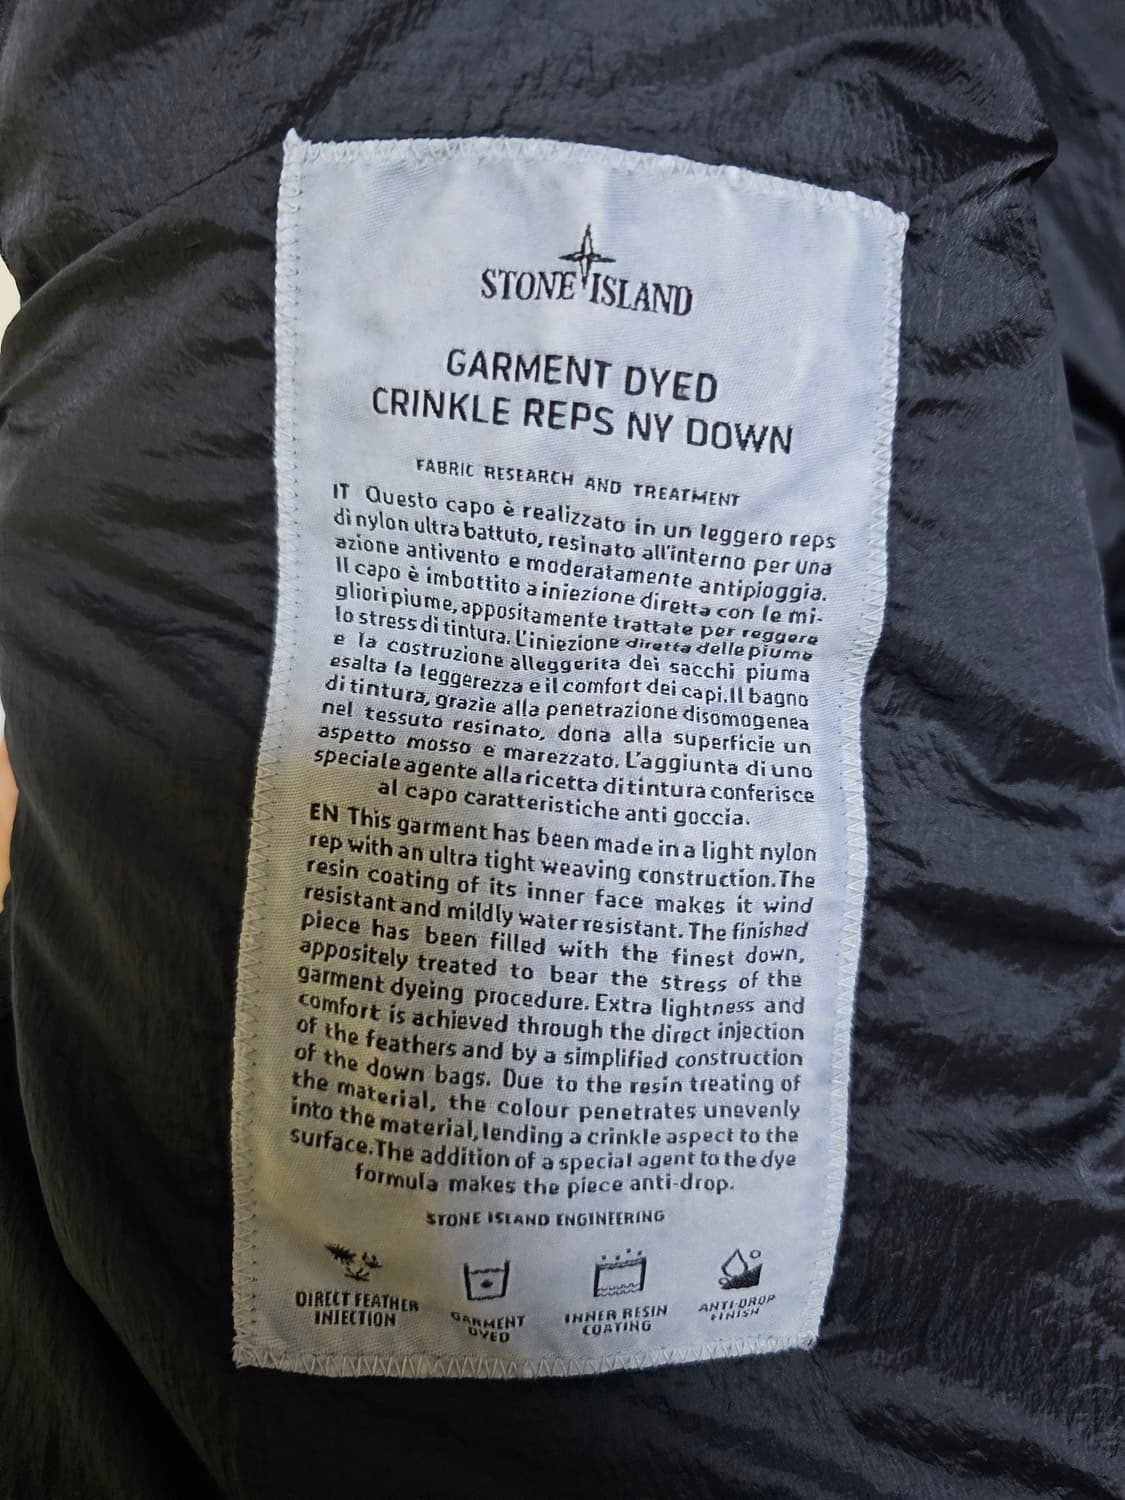 STONE ISLAND
GARMENT DYED
CRINKLE REPS NY DOWN
FABRIC RESEARCH AND TREATMENT
IT Questo capo è realizzato in un leggero reps
di nylon ultra battuto, resinato all'interno per una
azione antivento e moderatamente antipioggia.
Il capo è imbottito a iniezione diretta con le mi-
gliori piume, appositamente trattate per reggere
lo stress di tintura. L'iniezione diretta delle piume
e la costruzione alleggerita dei sacchi piuma
esalta la leggerezza e il comfort dei capi. Il bagno
di tintura, grazie alla penetrazione disomogenea
nel tessuto resinato, dona alla superficie un
aspetto mosso e marezzato. L'aggiunta di uno
speciale agente alla ricetta di tintura conferisce
al capo caratteristiche anti goccia.
EN This garment has been made in a light nylon
rep with an ultra tight weaving construction. The
resin coating of its inner face makes it wind
resistant and mildly water resistant. The finished
piece has been filled with the finest down,
appositely treated to bear the stress of the
garment dyeing procedure. Extra lightness and
comfort is achieved through the direct injection
of the feathers and by a simplified construction
of the down bags. Due to the resin treating of
the material, the colour penetrates unevenly
into the material, lending a crinkle aspect to the
surface. The addition of a special agent to the dye
formula makes the piece anti-drop.
STONE ISLAND ENGINEERING
DIRECT FEATHER
INJECTION
GARMENT
DYED
INNER RESIN
COATING
ANTI-DROP
FINISH